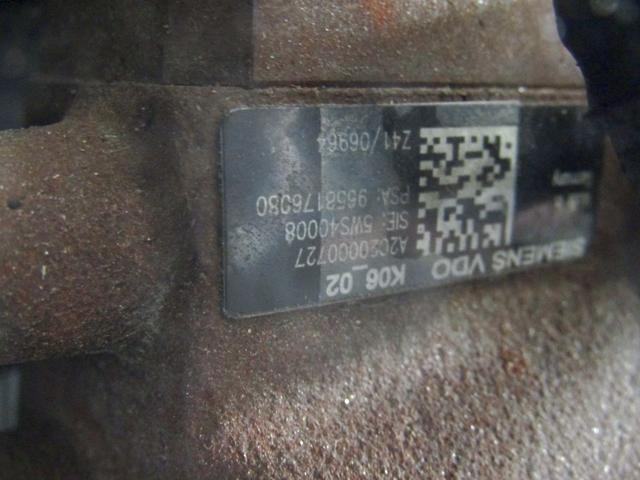 SIEMENS VDO K06_02
A2C20000727
SIE: 5WS40008
PSA: 9658176080
Z41/06964